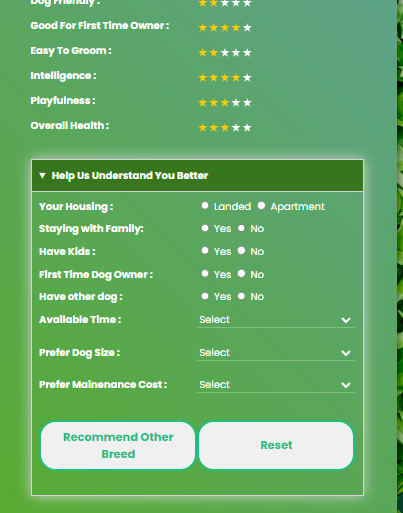 Dog Friendly :
Good For First Time Owner :
Easy To Groom :
Intelligence :
Playfulness :
Overall Health :
Help Us Understand You Better
Your Housing : Landed Apartment
Staying with Family: Yes No
Have Kids : Yes No
First Time Dog Owner : Yes No
Have other dog : Yes No
Available Time : Select
Prefer Dog Size : Select
Prefer Mainenance Cost : Select
Recommend Other
Breed
Reset